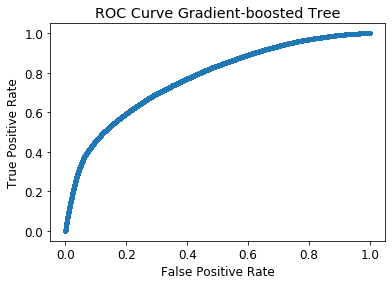 ROC Curve Gradient-boosted Tree
1.0
0.8
0.6
0.4
0.2
0.0
True Positive Rate
0.0 0.2 0.4 0.6 0.8 1.0
False Positive Rate